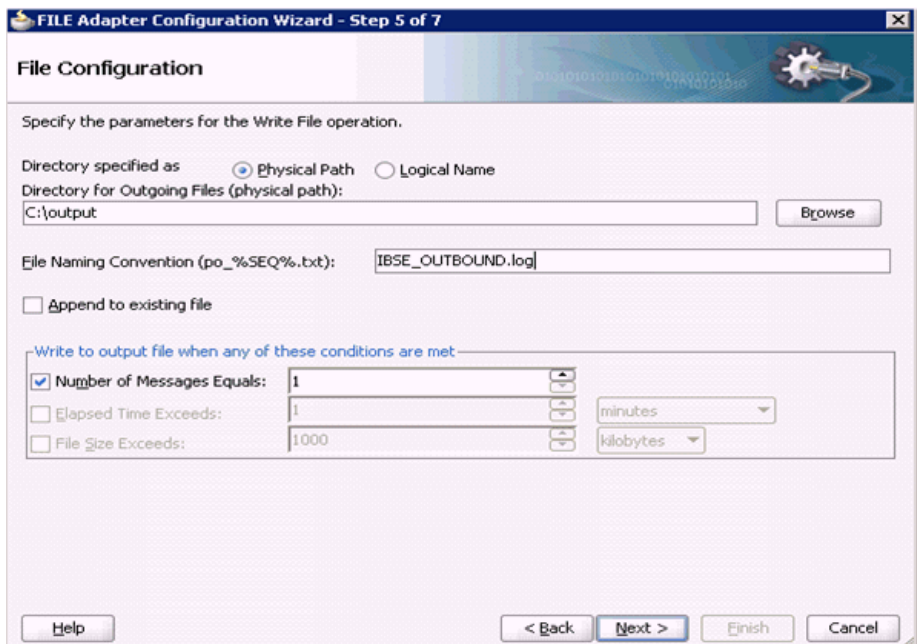 FILE Adapter Configuration Wizard - Step 5 of 7
File Configuration
Specify the parameters for the Write File operation.
Directory specified as Physical Path Logical Name
Directory for Outgoing Files (physical path):
C:\output Browse
File Naming Convention (po_%SEQ%.txt): IBSE_OUTBOUND.log
Append to existing file
Write to output file when any of these conditions are met
Number of Messages Equals: 1
Elapsed Time Exceeds: 1 minutes
File Size Exceeds: 1000 kilobytes
Help < Back Next > Finish Cancel